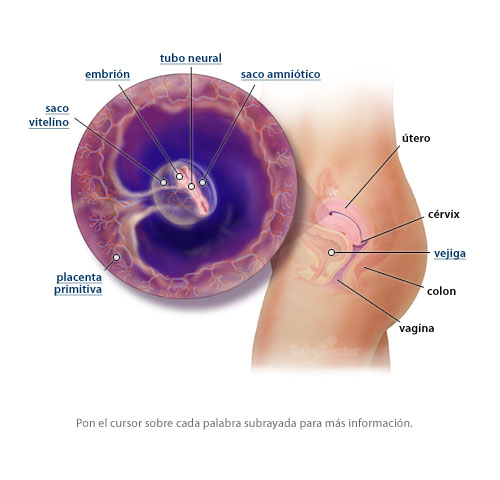 tubo neural
embrión
saco amniótico
saco
vitelino
útero
cérvix
vejiga
placenta
primitiva
colon
vagina
BabyCenter
Pon el cursor sobre cada palabra subrayada para más información.